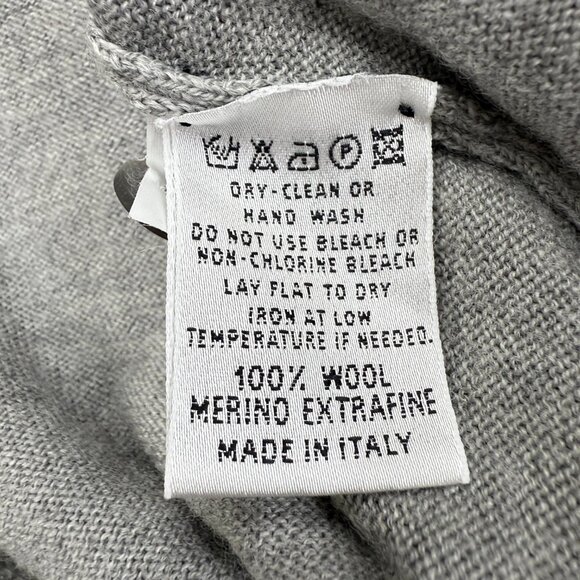 P
DRY-CLEAN OR
HAND WASH
DO NOT USE BLEACH OR
NON-CHLORINE BLEACH
LAY FLAT TO DRY
IRON AT LOW
TEMPERATURE IF NEEDED.
100% WOOL
MERINO EXTRAFINE
MADE IN ITALY